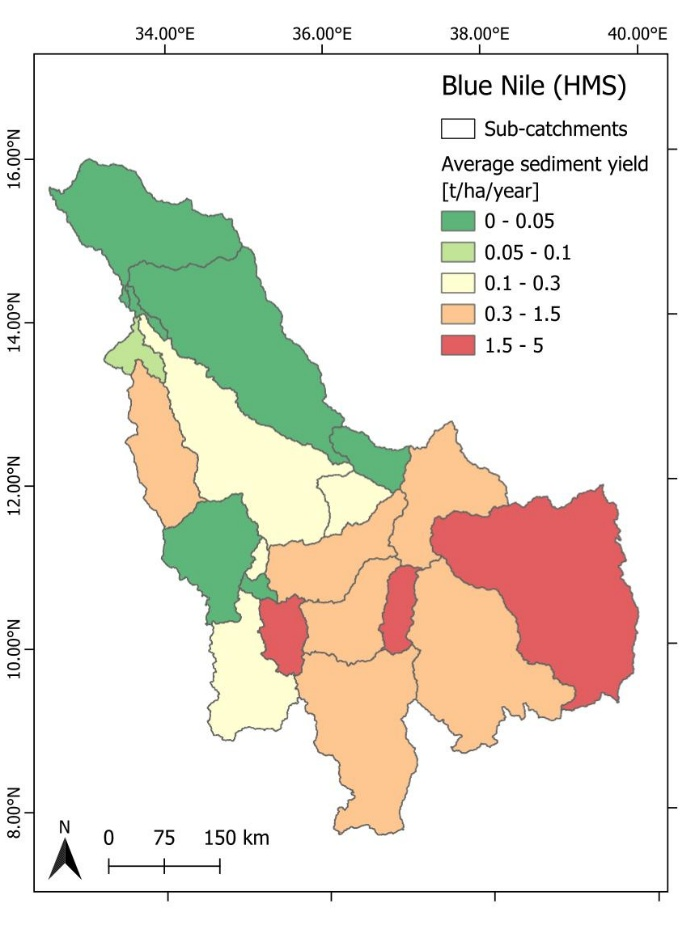 34.00°E 36.00°E 38.00°E 40.00°E
Blue Nile (HMS)
Sub-catchments
Average sediment yield
[t/ha/year]
0 - 0.05
0.05 - 0.1
0.1 - 0.3
0.3 - 1.5
1.5 - 5
16.00°N
14.00°N
12.00°N
10.00°N
8.00°N
N
0 75 150 km